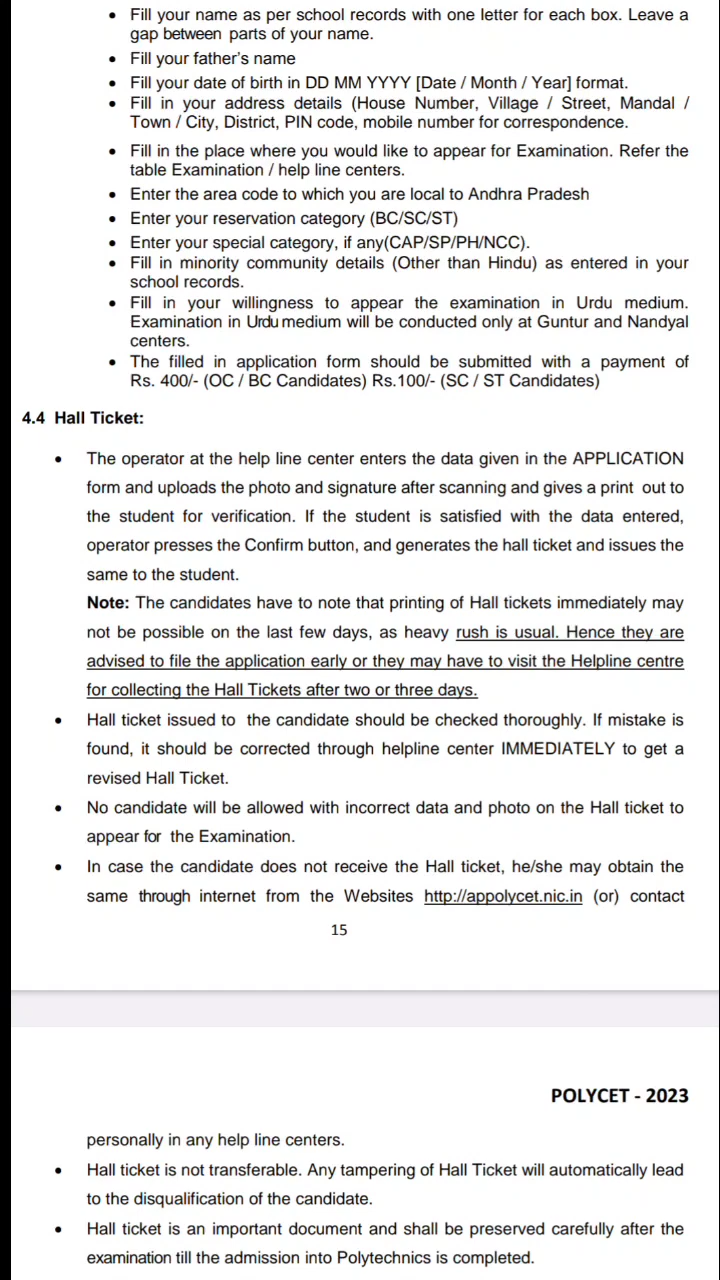 • Fill your name as per school records with one letter for each box. Leave a
gap between parts of your name.
• Fill your father's name
• Fill your date of birth in DD MM YYYY [Date / Month / Year] format.
• Fill in your address details (House Number, Village / Street, Mandal /
Town / City, District, PIN code, mobile number for correspondence.
• Fill in the place where you would like to appear for Examination. Refer the
table Examination / help line centers.
• Enter the area code to which you are local to Andhra Pradesh
• Enter your reservation category (BC/SC/ST)
• Enter your special category, if any(CAP/SP/PH/NCC).
• Fill in minority community details (Other than Hindu) as entered in your
school records.
• Fill in your willingness to appear the examination in Urdu medium.
Examination in Urdu medium will be conducted only at Guntur and Nandyal
centers.
• The filled in application form should be submitted with a payment of
Rs. 400/- (OC / BC Candidates) Rs.100/- (SC / ST Candidates)
4.4 Hall Ticket:
• The operator at the help line center enters the data given in the APPLICATION
form and uploads the photo and signature after scanning and gives a print out to
the student for verification. If the student is satisfied with the data entered,
operator presses the Confirm button, and generates the hall ticket and issues the
same to the student.
Note: The candidates have to note that printing of Hall tickets immediately may
not be possible on the last few days, as heavy rush is usual. Hence they are
advised to file the application early or they may have to visit the Helpline centre
for collecting the Hall Tickets after two or three days.
• Hall ticket issued to the candidate should be checked thoroughly. If mistake is
found, it should be corrected through helpline center IMMEDIATELY to get a
revised Hall Ticket.
• No candidate will be allowed with incorrect data and photo on the Hall ticket to
appear for the Examination.
• In case the candidate does not receive the Hall ticket, he/she may obtain the
same through internet from the Websites http://appolycet.nic.in (or) contact
15
POLYCET - 2023
personally in any help line centers.
• Hall ticket is not transferable. Any tampering of Hall Ticket will automatically lead
to the disqualification of the candidate.
• Hall ticket is an important document and shall be preserved carefully after the
examination till the admission into Polytechnics is completed.